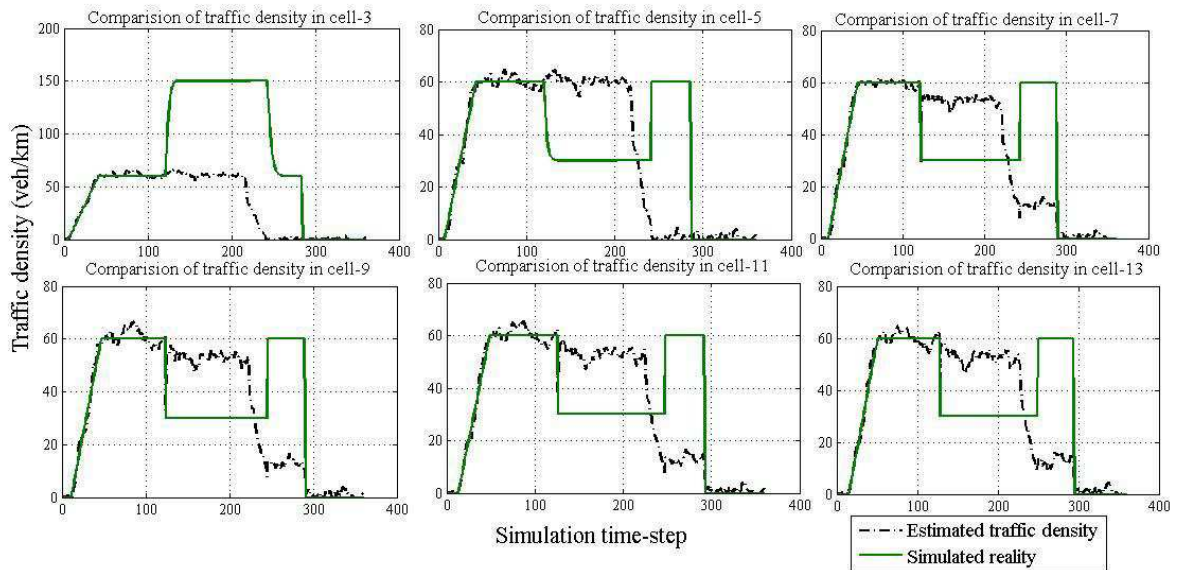 Comparision of traffic density in cell-3
Comparision of traffic density in cell-5
Comparision of traffic density in cell-7
200
150
100
50
0
0 100 200 300 400
80
60
40
20
0
0 100 200 300 400
80
60
40
20
0
0 100 200 300 400
Traffic density (veh/km)
Comparision of traffic density in cell-9
Comparision of traffic density in cell-11
Comparision of traffic density in cell-13
80
60
40
20
0
0 100 200 300 400
80
60
40
20
0
0 100 200 300 400
80
60
40
20
0
0 100 200 300 400
Simulation time-step
Estimated traffic density
Simulated reality